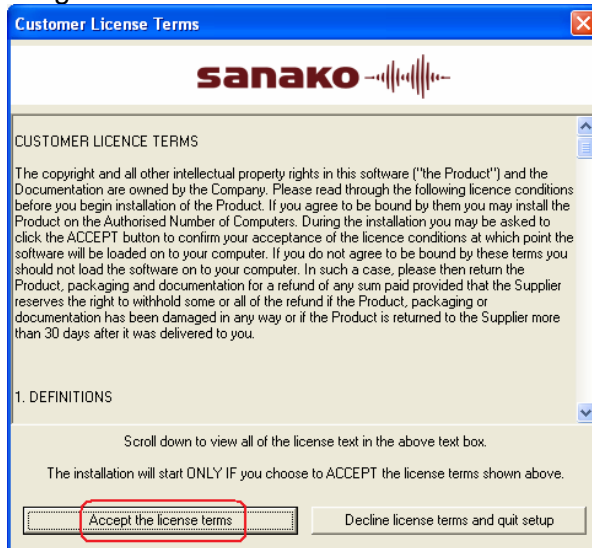 Customer License Terms
sanako
CUSTOMER LICENCE TERMS
The copyright and all other intellectual property rights in this software ("the Product") and the
Documentation are owned by the Company. Please read through the following licence conditions
before you begin installation of the Product. If you agree to be bound by them you may install the
Product on the Authorised Number of Computers. During the installation you may be asked to
click the ACCEPT button to confirm your acceptance of the licence conditions at which point the
software will be loaded on to your computer. If you do not agree to be bound by these terms you
should not load the software on to your computer. In such a case, please then return the
Product, packaging and documentation for a refund of any sum paid provided that the Supplier
reserves the right to withhold some or all of the refund if the Product, packaging or
documentation has been damaged in any way or if the Product is returned to the Supplier more
than 30 days after it was delivered to you.
1. DEFINITIONS
Scroll down to view all of the license text in the above text box.
The installation will start ONLY IF you choose to ACCEPT the license terms shown above.
Accept the license terms
Decline license terms and quit setup